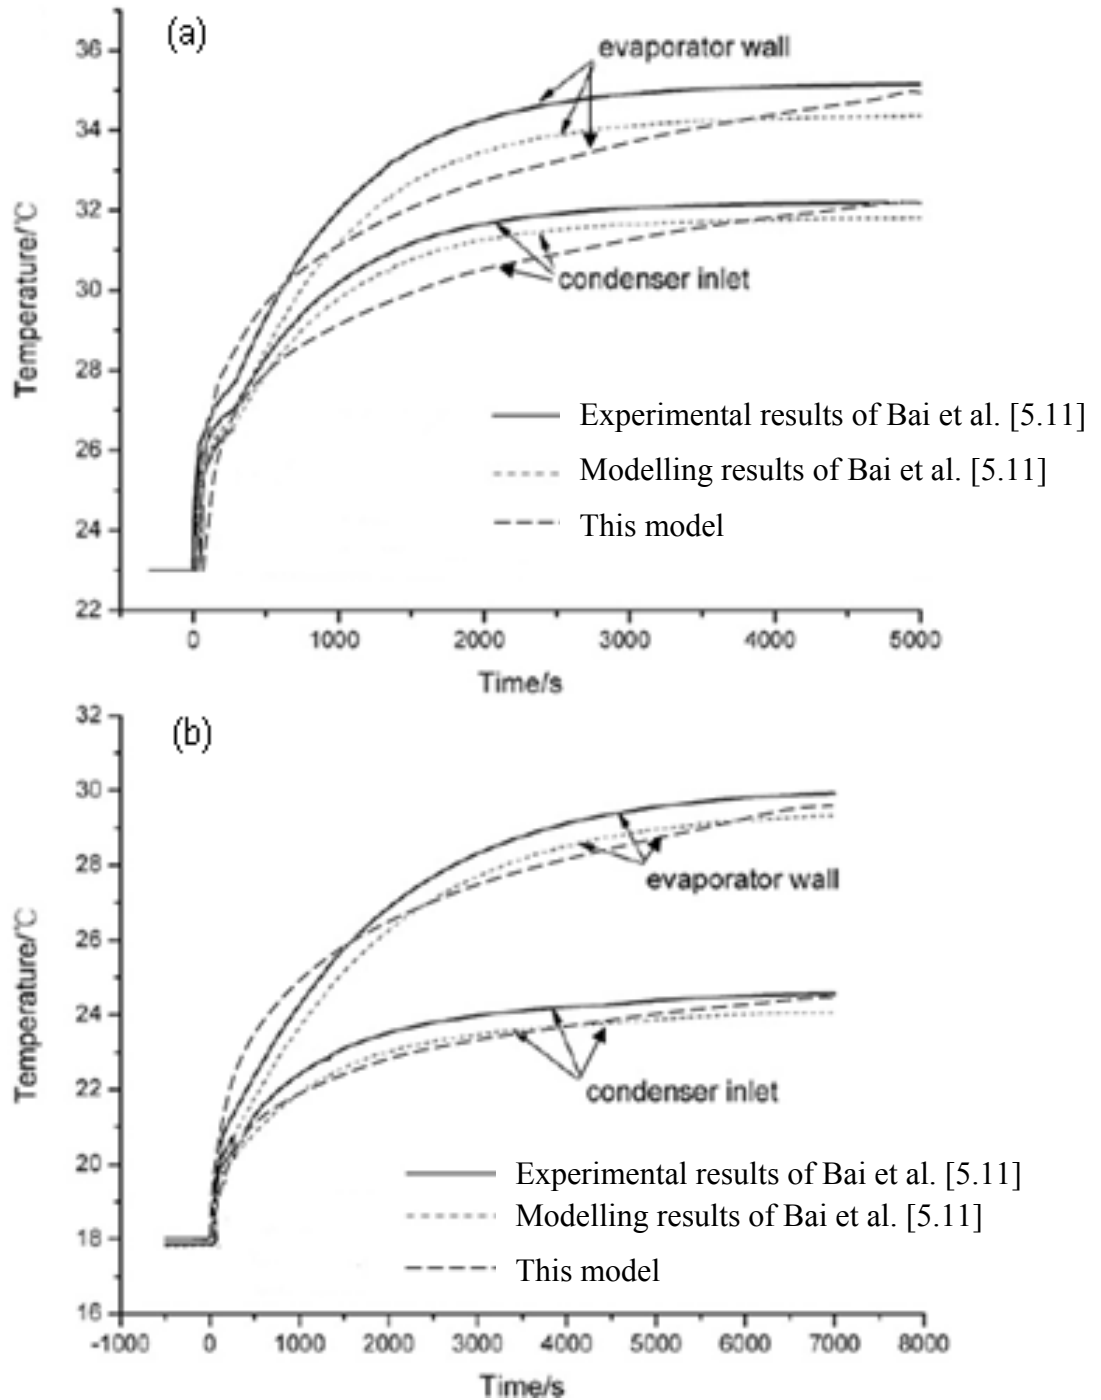 (a)
36
34
32
30
28
26
24
22
Temperature/℃
evaporator wall
condenser inlet
Experimental results of Bai et al. [5.11]
Modelling results of Bai et al. [5.11]
This model
0 1000 2000 3000 4000 5000
Time/s
(b)
32
30
28
26
24
22
20
18
16
Temperature/℃
evaporator wall
condenser inlet
Experimental results of Bai et al. [5.11]
Modelling results of Bai et al. [5.11]
This model
-1000 0 1000 2000 3000 4000 5000 6000 7000 8000
Time/s